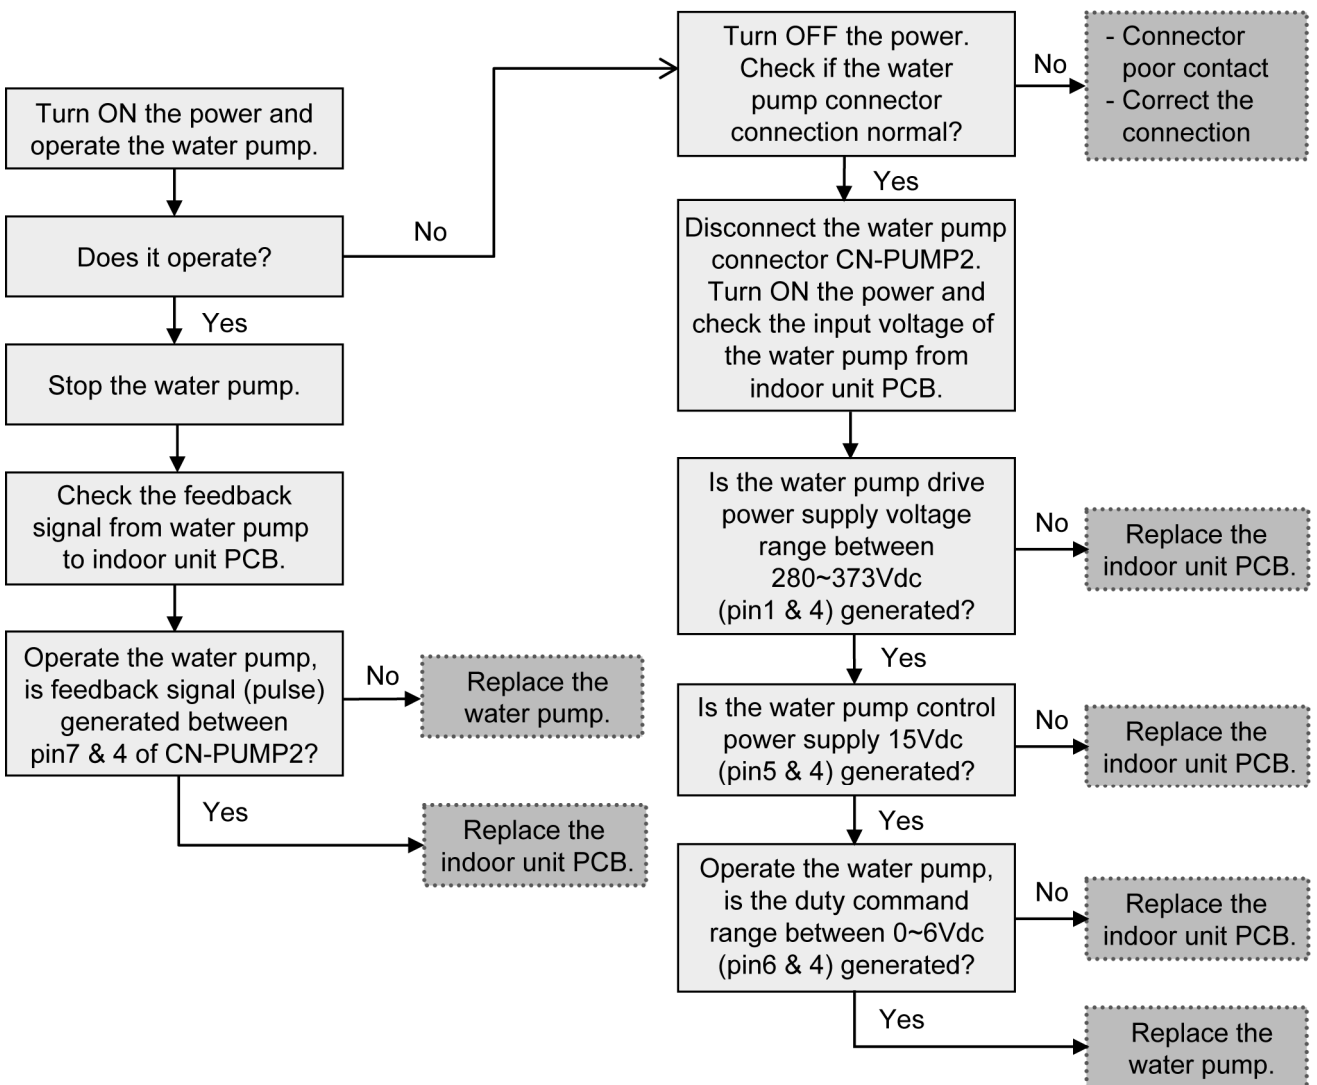 Turn ON the power and
operate the water pump.
Does it operate?
No
Yes
Stop the water pump.
Check the feedback
signal from water pump
to indoor unit PCB.
Operate the water pump,
is feedback signal (pulse)
generated between
pin7 & 4 of CN-PUMP2?
No
Replace the
water pump.
Yes
Replace the
indoor unit PCB.
Turn OFF the power.
Check if the water
pump connector
connection normal?
No
- Connector
poor contact
- Correct the
connection
Yes
Disconnect the water pump
connector CN-PUMP2.
Turn ON the power and
check the input voltage of
the water pump from
indoor unit PCB.
Is the water pump drive
power supply voltage
range between
280~373Vdc
(pin1 & 4) generated?
No
Replace the
indoor unit PCB.
Yes
Is the water pump control
power supply 15Vdc
(pin5 & 4) generated?
No
Replace the
indoor unit PCB.
Yes
Operate the water pump,
is the duty command
range between 0~6Vdc
(pin6 & 4) generated?
No
Replace the
indoor unit PCB.
Yes
Replace the
water pump.